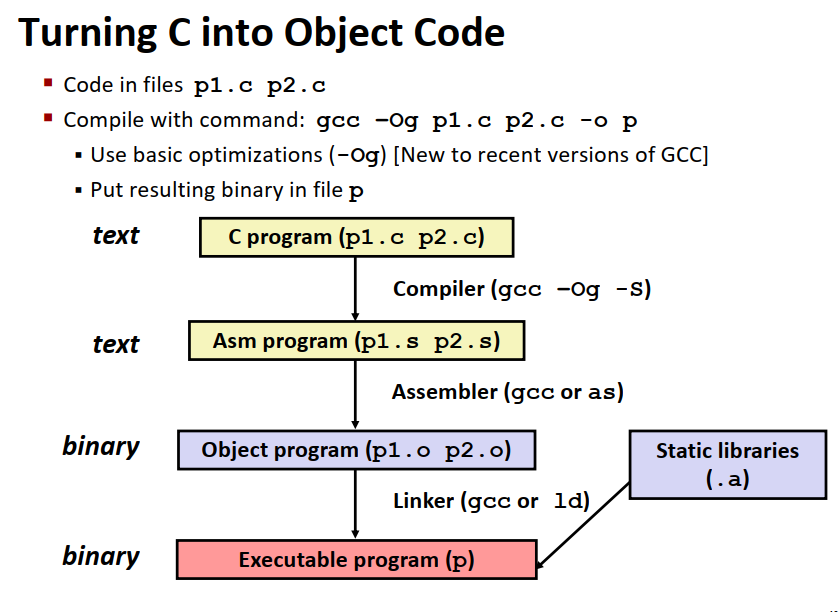 Turning C into Object Code
▪ Code in files p1.c p2.c
▪ Compile with command: gcc –Og p1.c p2.c -o p
▪ Use basic optimizations (-Og) [New to recent versions of GCC]
▪ Put resulting binary in file p
text
C program (p1.c p2.c)
Compiler (gcc –Og -S)
text
Asm program (p1.s p2.s)
Assembler (gcc or as)
binary
Object program (p1.o p2.o)
Static libraries
(.a)
Linker (gcc or ld)
binary
Executable program (p)